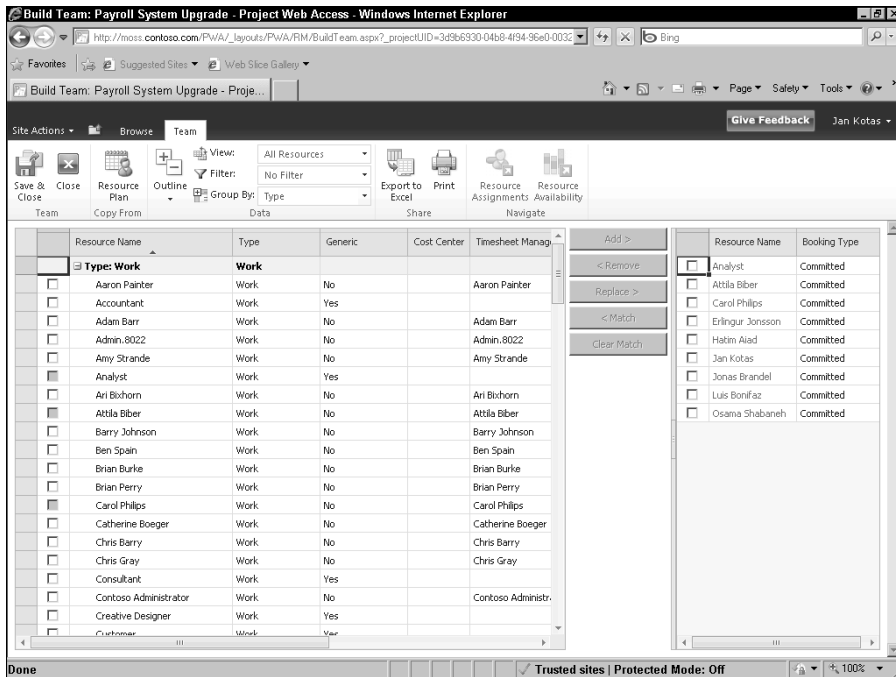 Build Team: Payroll System Upgrade - Project Web Access - Windows Internet Explorer
http://moss.contoso.com/PWA/_layouts/PWA/RM/BuildTeam.aspx?_projectUID=3d9b6930-04b8-4f94-96e0-0032
Bing
Favorites Suggested Sites Web Slice Gallery
Build Team: Payroll System Upgrade - Proje...
Page Safety Tools
Site Actions Browse Team Give Feedback Jan Kotas
Save & Close Close Resource Plan Outline View: All Resources Filter: No Filter Group By: Type Export to Excel Print Resource Assignments Resource Availability
Team Copy From Data Share Navigate
Resource Name Type Generic Cost Center Timesheet Manag Add > Resource Name Booking Type
Type: Work Work < Remove Analyst Committed
Aaron Painter Work No Aaron Painter Replace > Attila Biber Committed
Accountant Work Yes Carol Philips Committed
Adam Barr Work No Adam Barr < Match Erlingur Jonsson Committed
Admin.8022 Work No Admin.8022 Clear Match Hatim Aiad Committed
Amy Strande Work No Amy Strande Jan Kotas Committed
Analyst Work Yes Jonas Brandel Committed
Ari Bixhorn Work No Ari Bixhorn Luis Bonifaz Committed
Attila Biber Work No Attila Biber Osama Shabaneh Committed
Barry Johnson Work No Barry Johnson
Ben Spain Work No Ben Spain
Brian Burke Work No Brian Burke
Brian Perry Work No Brian Perry
Carol Philips Work No Carol Philips
Catherine Boeger Work No Catherine Boeger
Chris Barry Work No Chris Barry
Chris Gray Work No Chris Gray
Consultant Work Yes
Contoso Administrator Work No Contoso Administr
Creative Designer Work Yes
Customer Work Yes
Done Trusted sites | Protected Mode: Off 100%